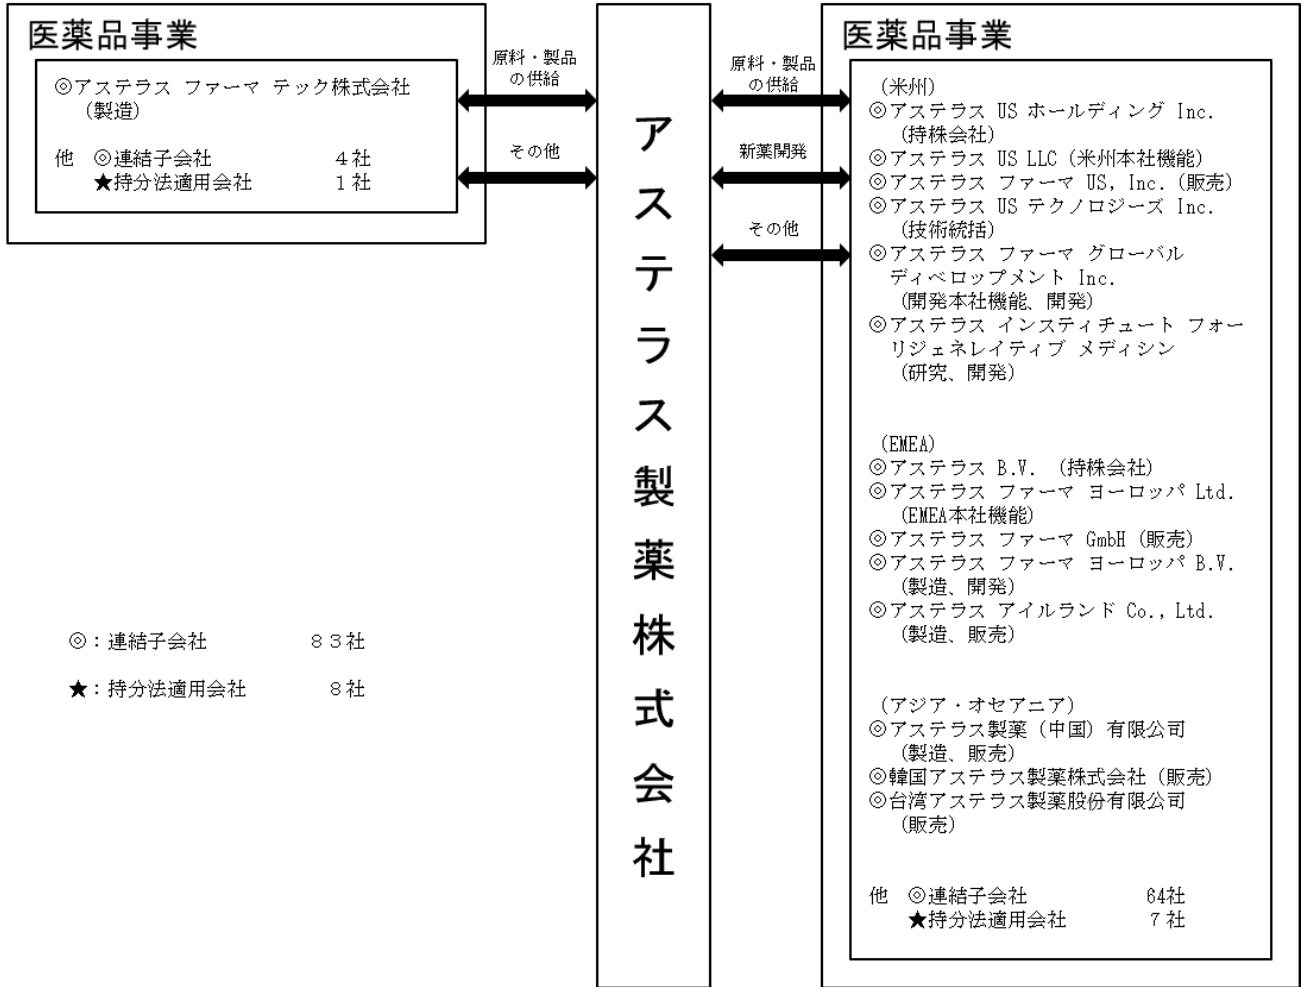 医薬品事業
◎アステラス ファーマ テック株式会社
(製造)
他 ◎連結子会社 4社
★持分法適用会社 1社
原料・製品
の供給
その他
◎：連結子会社 83社
★：持分法適用会社 8社
アステラス製薬株式会社
原料・製品
の供給
新薬開発
その他
医薬品事業
(米州)
◎アステラス US ホールディング Inc.
(持株会社)
◎アステラス US LLC (米州本社機能)
◎アステラス ファーマ US, Inc. (販売)
◎アステラス US テクノロジーズ Inc.
(技術統括)
◎アステラス ファーマ グローバル
ディベロップメント Inc.
(開発本社機能、開発)
◎アステラス インスティチュート フォー
リジェネレイティブ メディシン
(研究、開発)
(EMEA)
◎アステラス B.V. (持株会社)
◎アステラス ファーマ ヨーロッパ Ltd.
(EMEA本社機能)
◎アステラス ファーマ GmbH (販売)
◎アステラス ファーマ ヨーロッパ B.V.
(製造、開発)
◎アステラス アイルランド Co., Ltd.
(製造、販売)
(アジア・オセアニア)
◎アステラス製薬 (中国) 有限公司
(製造、販売)
◎韓国アステラス製薬株式会社 (販売)
◎台湾アステラス製薬股份有限公司
(販売)
他 ◎連結子会社 64社
★持分法適用会社 7社